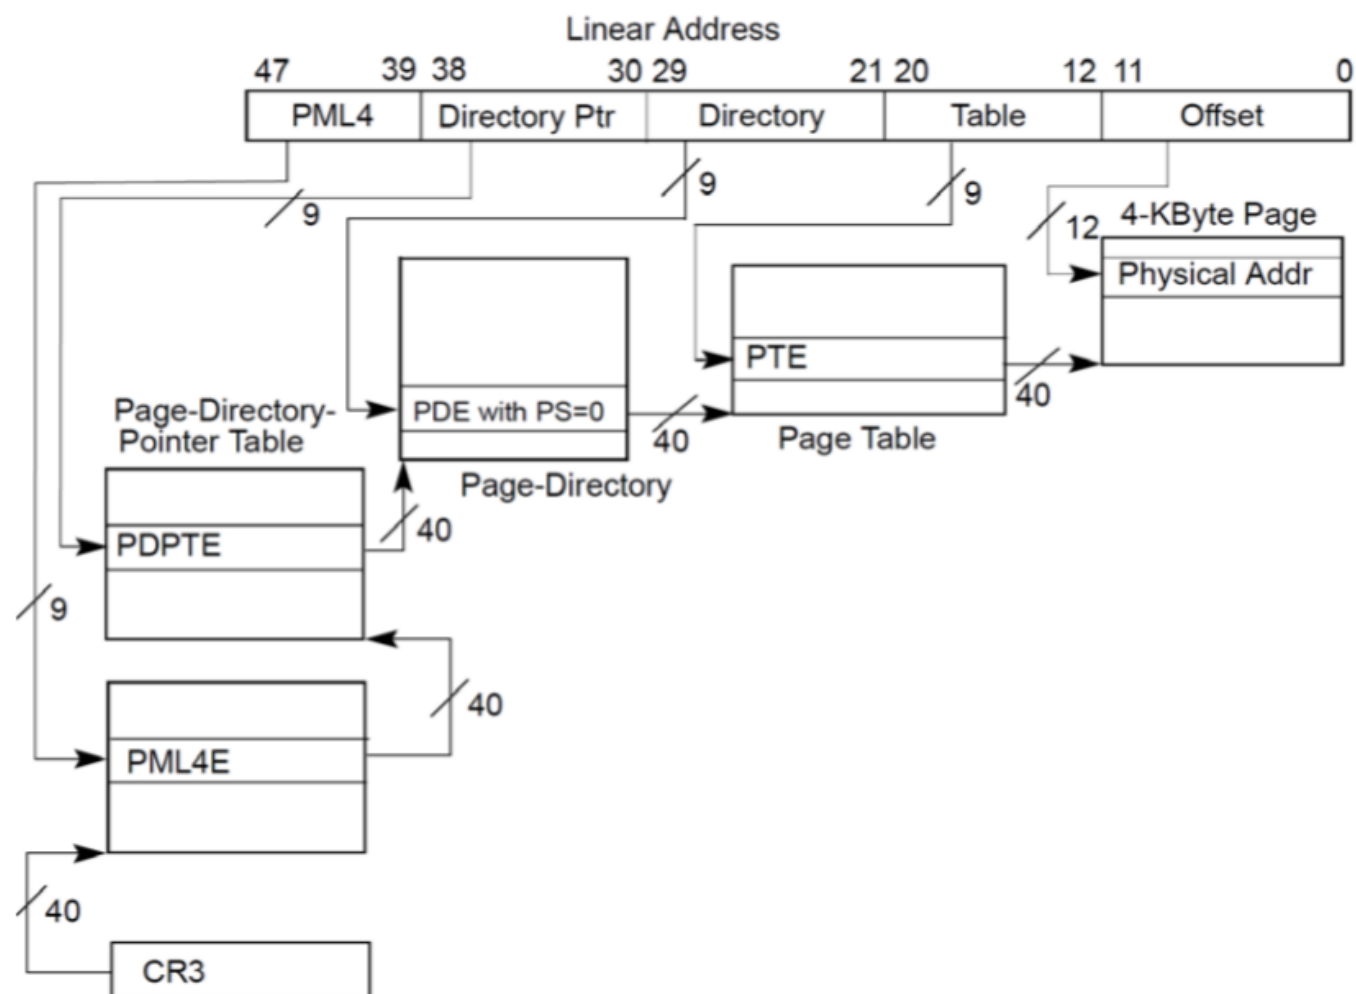 Linear Address
47 39 38 30 29 21 20 12 11 0
PML4 Directory Ptr Directory Table Offset
9
9
9
12
4-KByte Page
Physical Addr
PTE
40
Page-Directory-
Pointer Table
PDE with PS=0
40
Page Table
Page-Directory
40
PDPTE
9
40
PML4E
40
CR3